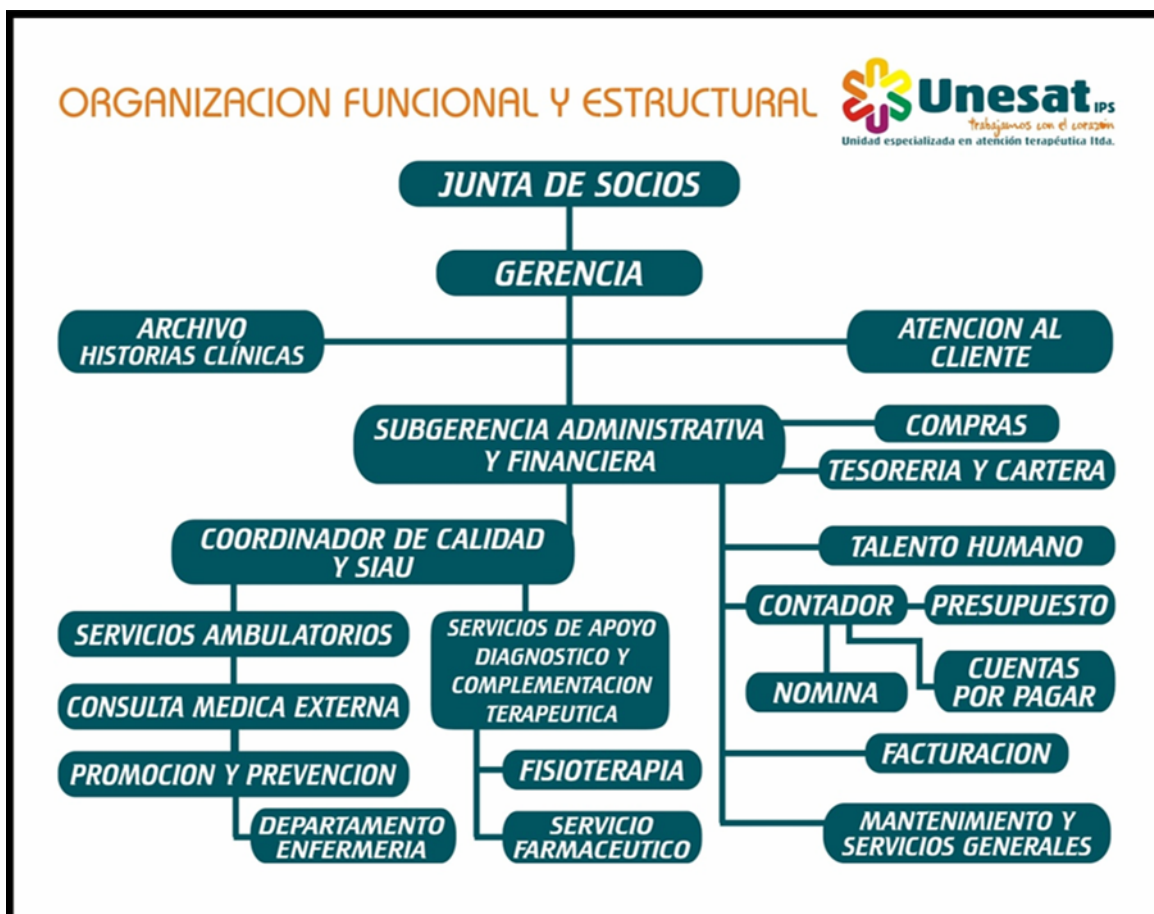 ORGANIZACION FUNCIONAL Y ESTRUCTURAL
Unesat IPS
Trabajamos con el corazón
Unidad especializada en atención terapéutica ltda.
JUNTA DE SOCIOS
GERENCIA
ARCHIVO
HISTORIAS CLÍNICAS
ATENCION AL
CLIENTE
SUBGERENCIA ADMINISTRATIVA
Y FINANCIERA
COMPRAS
TESORERIA Y CARTERA
COORDINADOR DE CALIDAD
Y SIAU
TALENTO HUMANO
CONTADOR
PRESUPUESTO
NOMINA
CUENTAS
POR PAGAR
SERVICIOS AMBULATORIOS
CONSULTA MEDICA EXTERNA
PROMOCION Y PREVENCION
DEPARTAMENTO
ENFERMERIA
SERVICIOS DE APOYO
DIAGNOSTICO Y
COMPLEMENTACION
TERAPEUTICA
FISIOTERAPIA
SERVICIO
FARMACEUTICO
FACTURACION
MANTENIMIENTO Y
SERVICIOS GENERALES